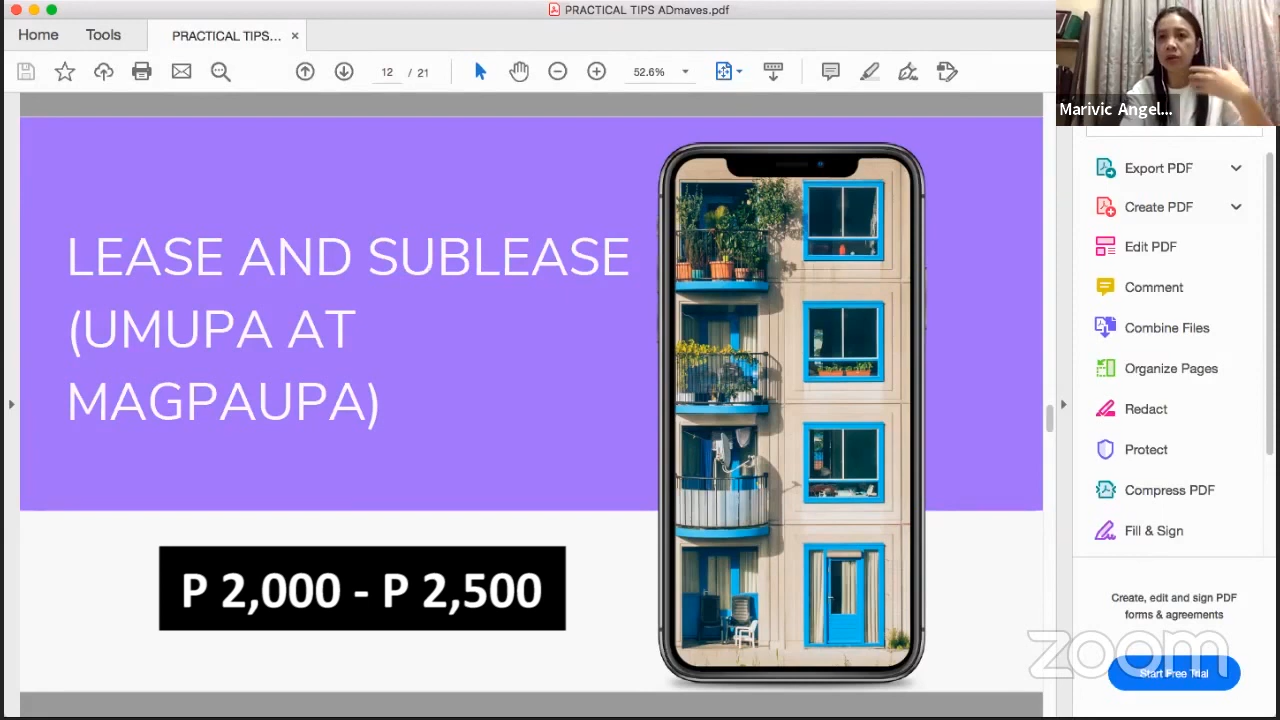 PRACTICAL TIPS ADmaves.pdf
Home
Tools
PRACTICAL TIPS... ×
12 / 21
52.6%
Marivic Angel...
LEASE AND SUBLEASE
(UMUPA AT
MAGPAUPA)
P 2,000 - P 2,500
Export PDF
Create PDF
Edit PDF
Comment
Combine Files
Organize Pages
Redact
Protect
Compress PDF
Fill & Sign
Create, edit and sign PDF
forms & agreements
Start Free Trial
zoom